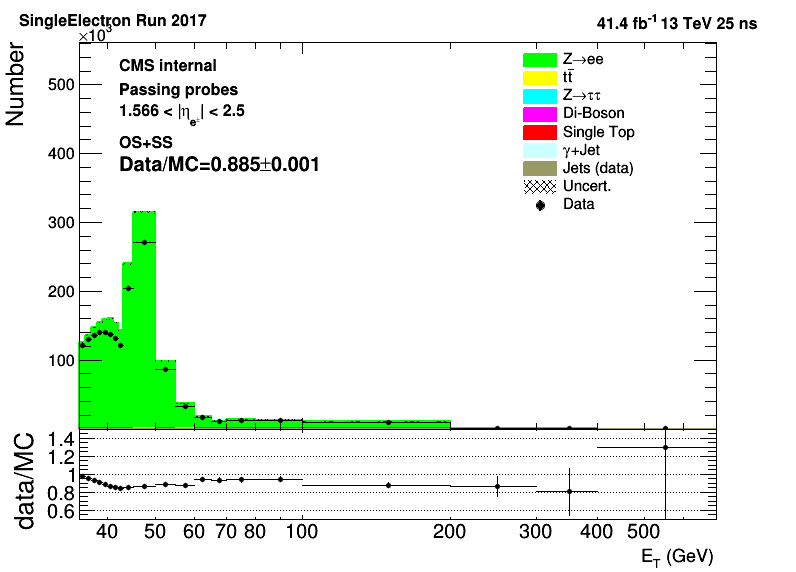 SingleElectron Run 2017
41.4 fb⁻¹ 13 TeV 25 ns
×10³
Number
CMS internal
Passing probes
1.566 < |η_e±| < 2.5
OS+SS
Data/MC=0.885±0.001
Z→ee
tt̄
Z→ττ
Di-Boson
Single Top
γ+Jet
Jets (data)
Uncert.
Data
500
400
300
200
100
data/MC
1.4
1.2
1
0.8
0.6
40 50 60 70 80 100 200 300 400 500
E_T (GeV)